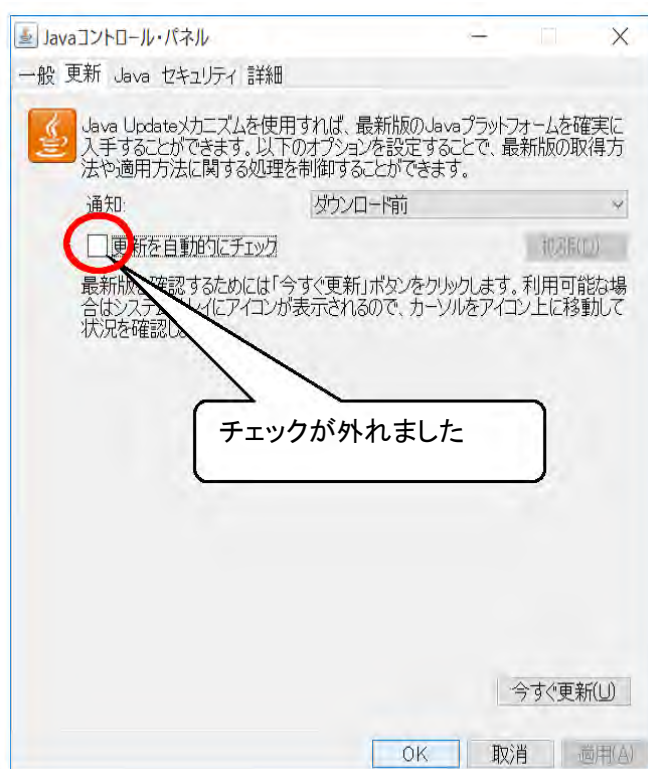 Javaコントロール・パネル
一般 更新 Java セキュリティ 詳細
Java Updateメカニズムを使用すれば、最新版のJavaプラットフォームを確実に
入手することができます。以下のオプションを設定することで、最新版の取得方
法や適用方法に関する処理を制御することができます。
通知: ダウンロード前
更新を自動的にチェック
最新版を確認するためには「今すぐ更新」ボタンをクリックします。利用可能な場
合はシステムトレイにアイコンが表示されるので、カーソルをアイコン上に移動して
状況を確認し
チェックが外れました
今すぐ更新(U)
OK 取消 適用(A)